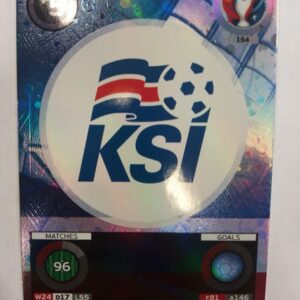 154
KSÍ
MATCHES
GOALS
96
W24 D17 L55
F81 A146